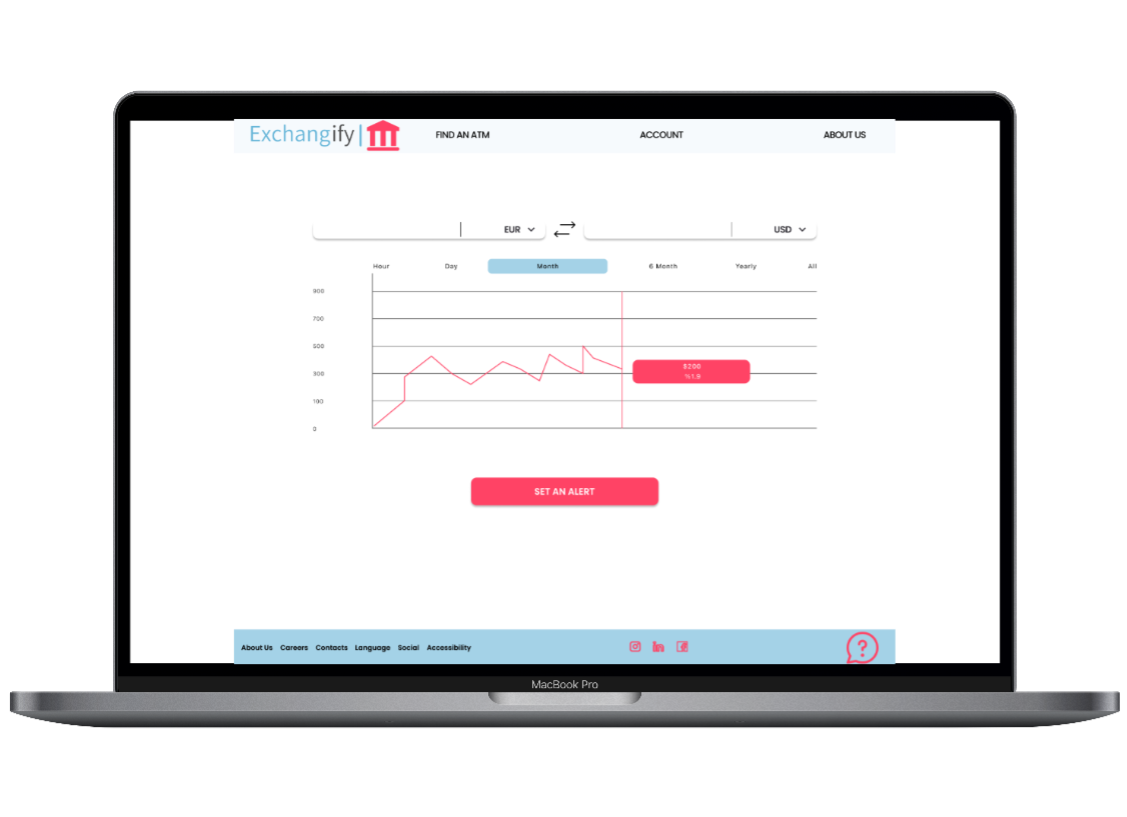 Exchangify
FIND AN ATM
ACCOUNT
ABOUT US
EUR
USD
Hour
Day
Month
6 Month
Yearly
All
900
700
500
300
100
0
$200
%1.9
SET AN ALERT
About Us Careers Contacts Language Social Accessibility
MacBook Pro